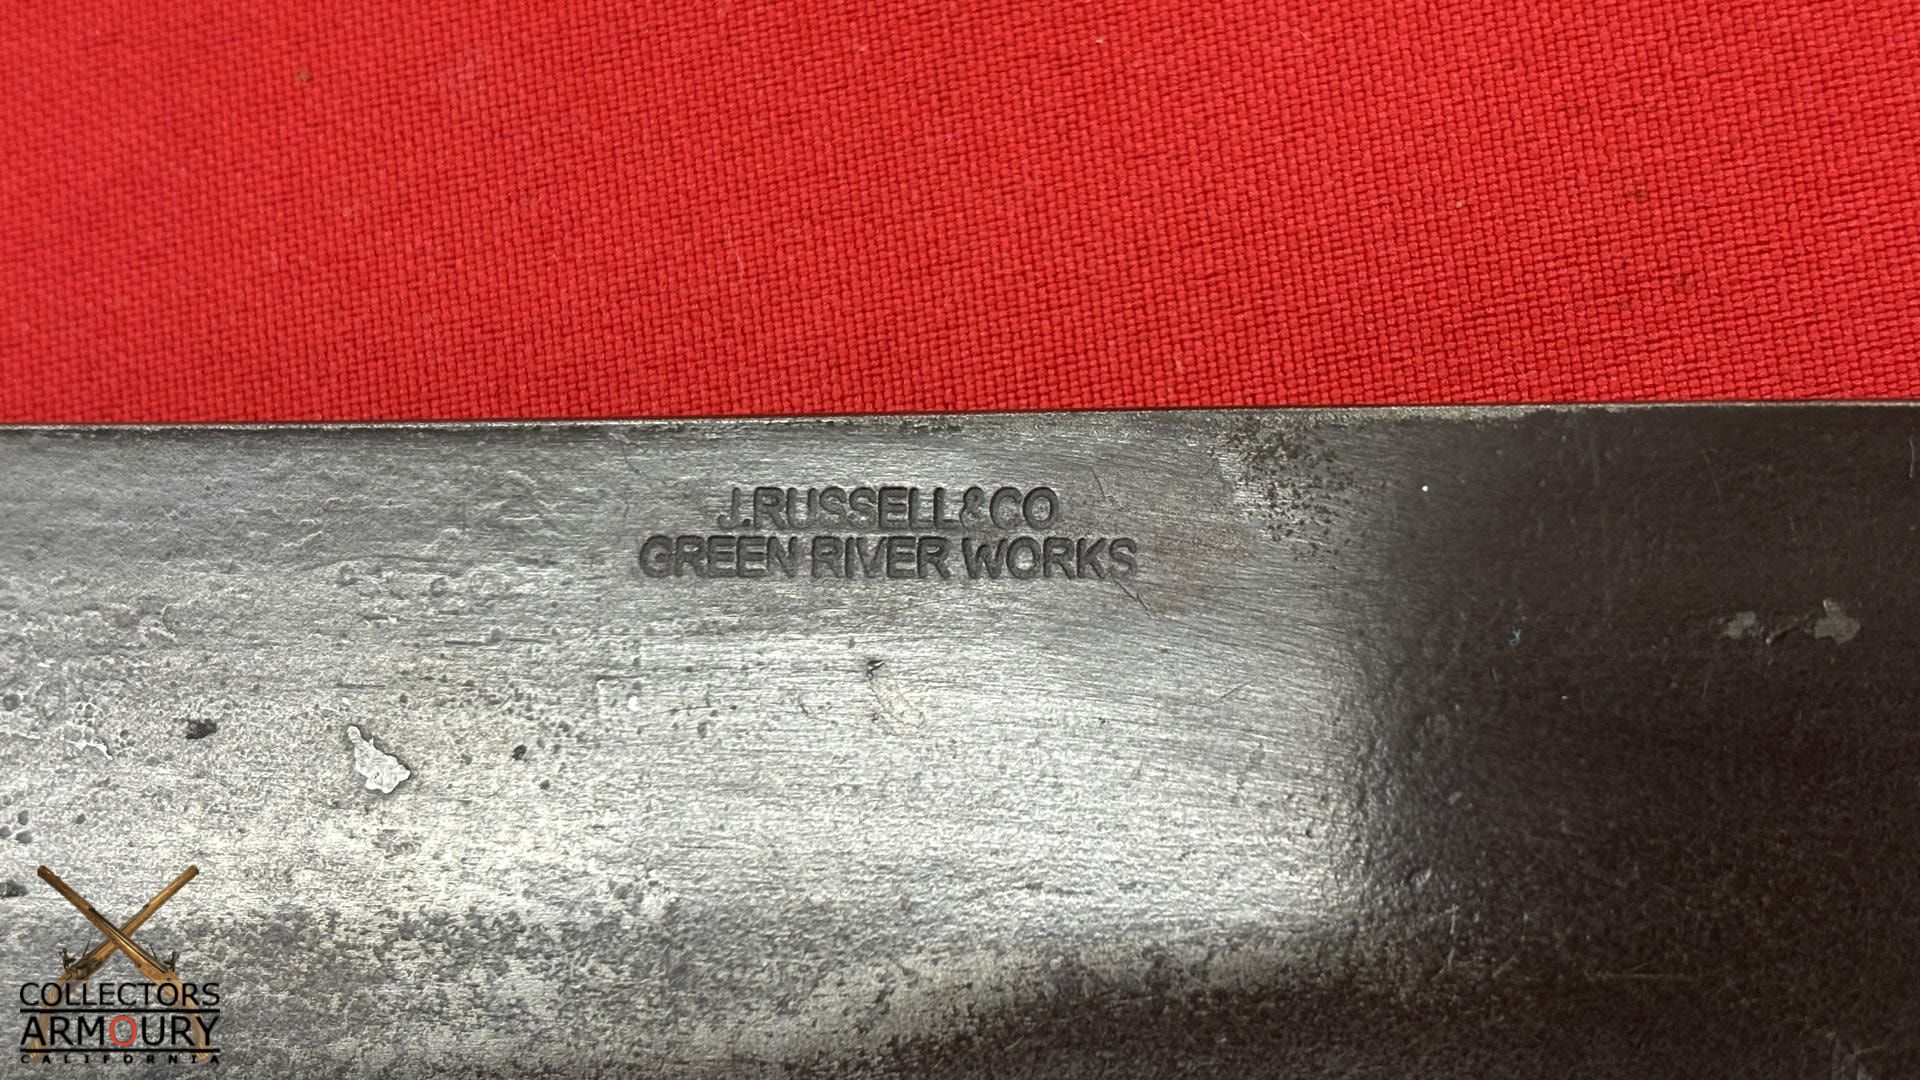 J.RUSSELL&CO
GREEN RIVER WORKS
COLLECTORS
ARMOURY
CALIFORNIA